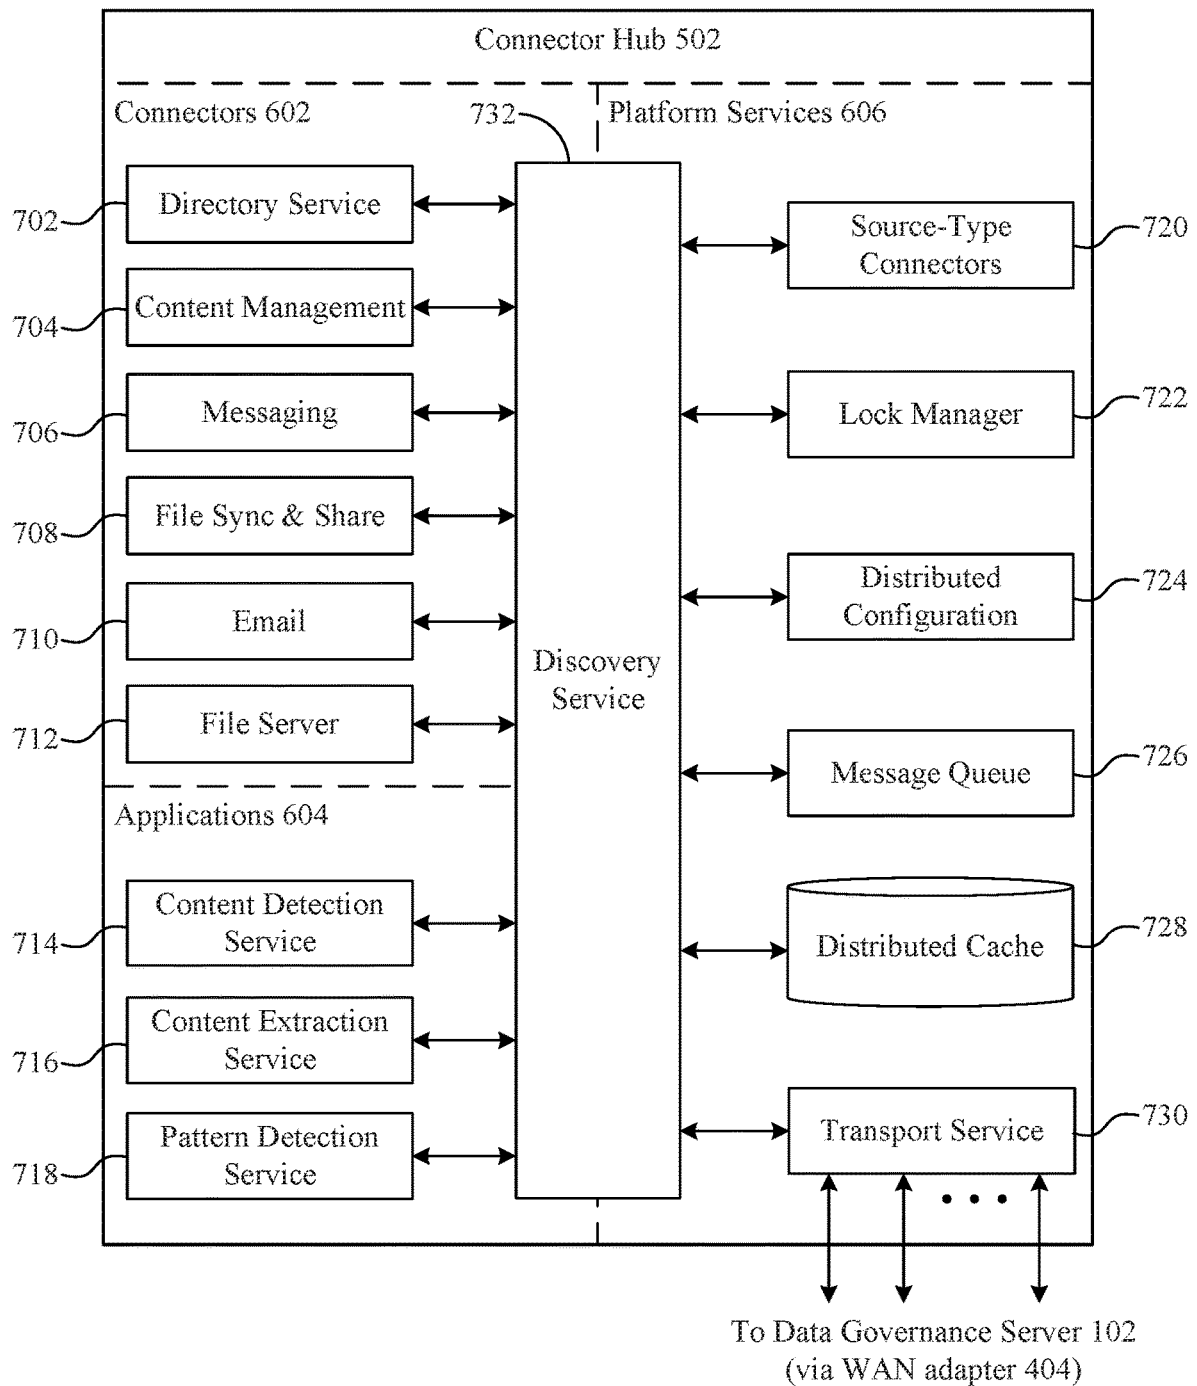 Connector Hub 502
Connectors 602
732
Platform Services 606
702
Directory Service
704
Content Management
706
Messaging
708
File Sync & Share
710
Email
712
File Server
Applications 604
714
Content Detection
Service
716
Content Extraction
Service
718
Pattern Detection
Service
Discovery
Service
Source-Type
Connectors
720
Lock Manager
722
Distributed
Configuration
724
Message Queue
726
Distributed Cache
728
Transport Service
730
To Data Governance Server 102
(via WAN adapter 404)